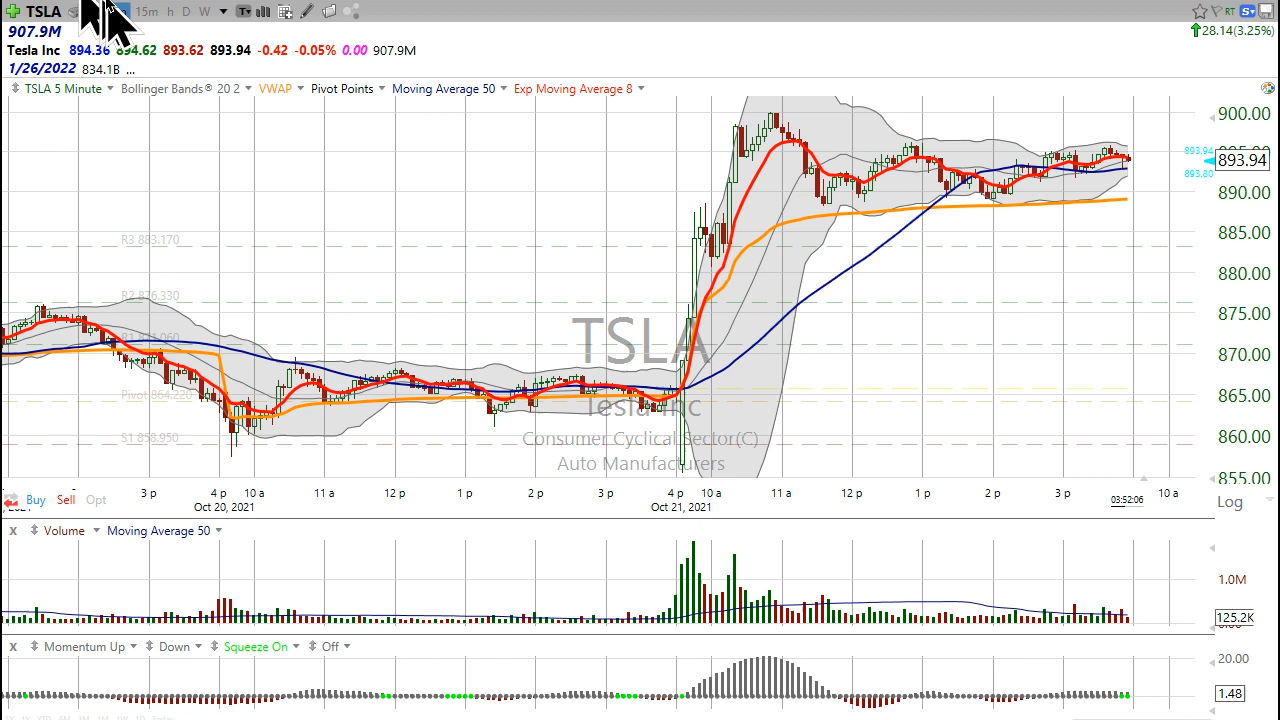 TSLA 15m h D W T
907.9M
28.14(3.25%)
RT S
Tesla Inc 894.36 894.62 893.62 893.94 -0.42 -0.05% 0.00 907.9M
1/26/2022 834.1B ...
TSLA 5 Minute Bollinger Bands® 20 2 VWAP Pivot Points Moving Average 50 Exp Moving Average 8
900.00
893.94
893.94
893.80
890.00
885.00
R3 883.170
880.00
R2 876.330
875.00
870.00
865.00
Pivot 864.220
860.00
S1 858.950
855.00
TSLA
Tesla Inc
Consumer Cyclical Sector(C)
Auto Manufacturers
3 p 4 p 10 a 11 a 12 p 1 p 2 p 3 p 4 p 10 a 11 a 12 p 1 p 2 p 3 p 10 a
Buy Sell Opt
Oct 20, 2021 Oct 21, 2021
03:52:06
Log
X Volume Moving Average 50
1.0M
125.2K
X Momentum Up Down Squeeze On Off
20.00
1.48